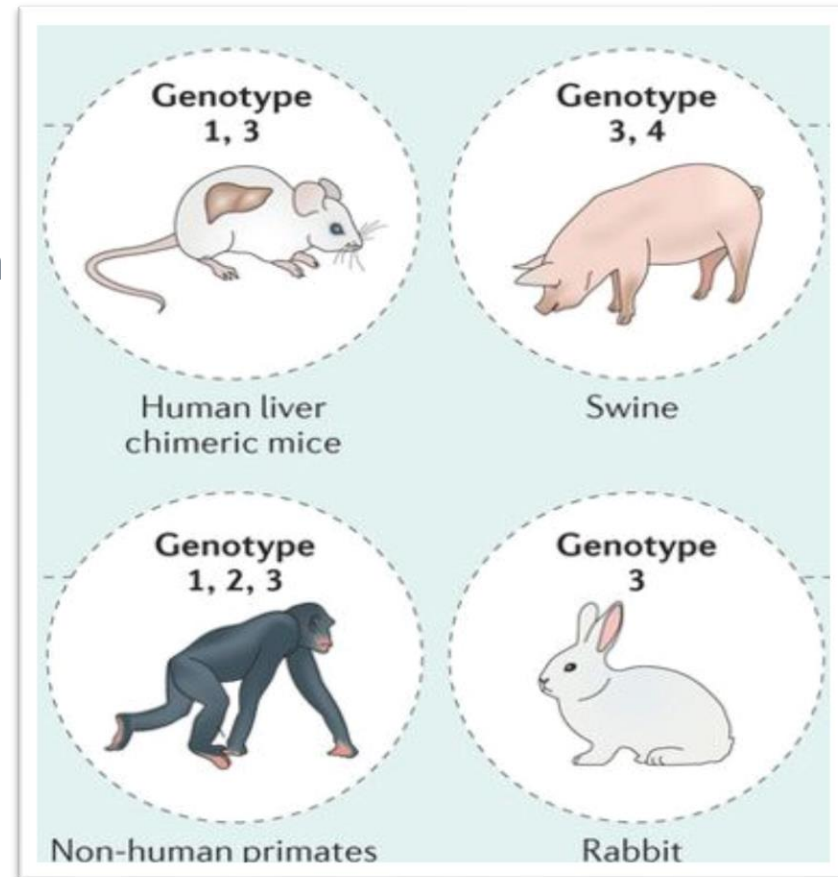 Genotype
1, 3
Human liver
chimeric mice
Genotype
3, 4
Swine
Genotype
1, 2, 3
Non-human primates
Genotype
3
Rabbit